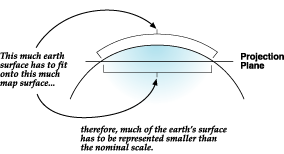 This much earth
surface has to fit
onto this much
map surface...
Projection
Plane
therefore, much of the earth's surface
has to be represented smaller than
the nominal scale.